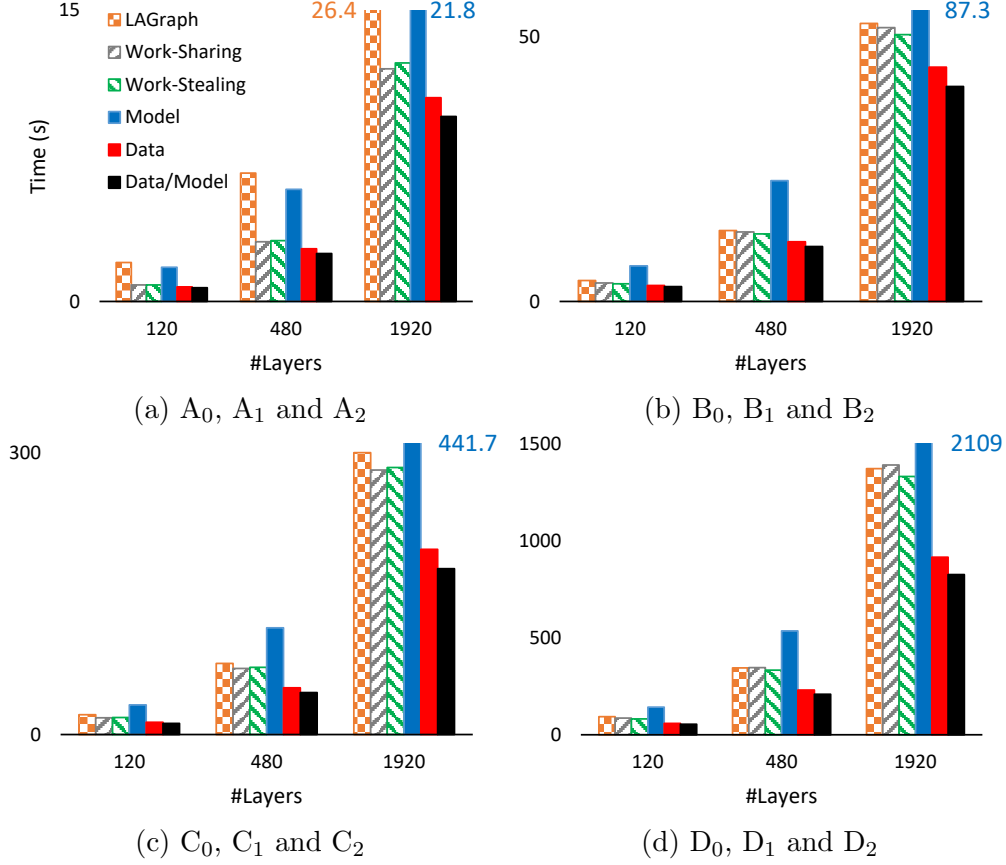 15
26.4
21.8
LAGraph
Work-Sharing
Work-Stealing
Model
Data
Data/Model
Time (s)
0
120
480
1920
#Layers
(a) A₀, A₁ and A₂
87.3
50
0
120
480
1920
#Layers
(b) B₀, B₁ and B₂
300
441.7
0
120
480
1920
#Layers
(c) C₀, C₁ and C₂
1500
2109
1000
500
0
120
480
1920
#Layers
(d) D₀, D₁ and D₂